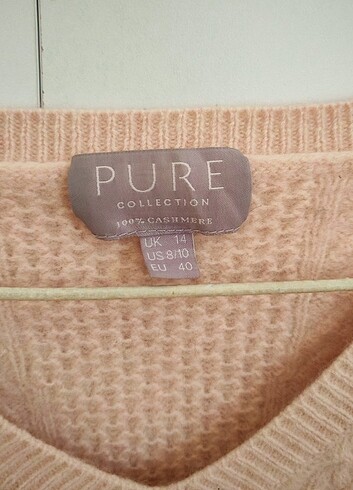 PURE
COLLECTION
100% CASHMERE
UK 14
US 8/10
EU 40